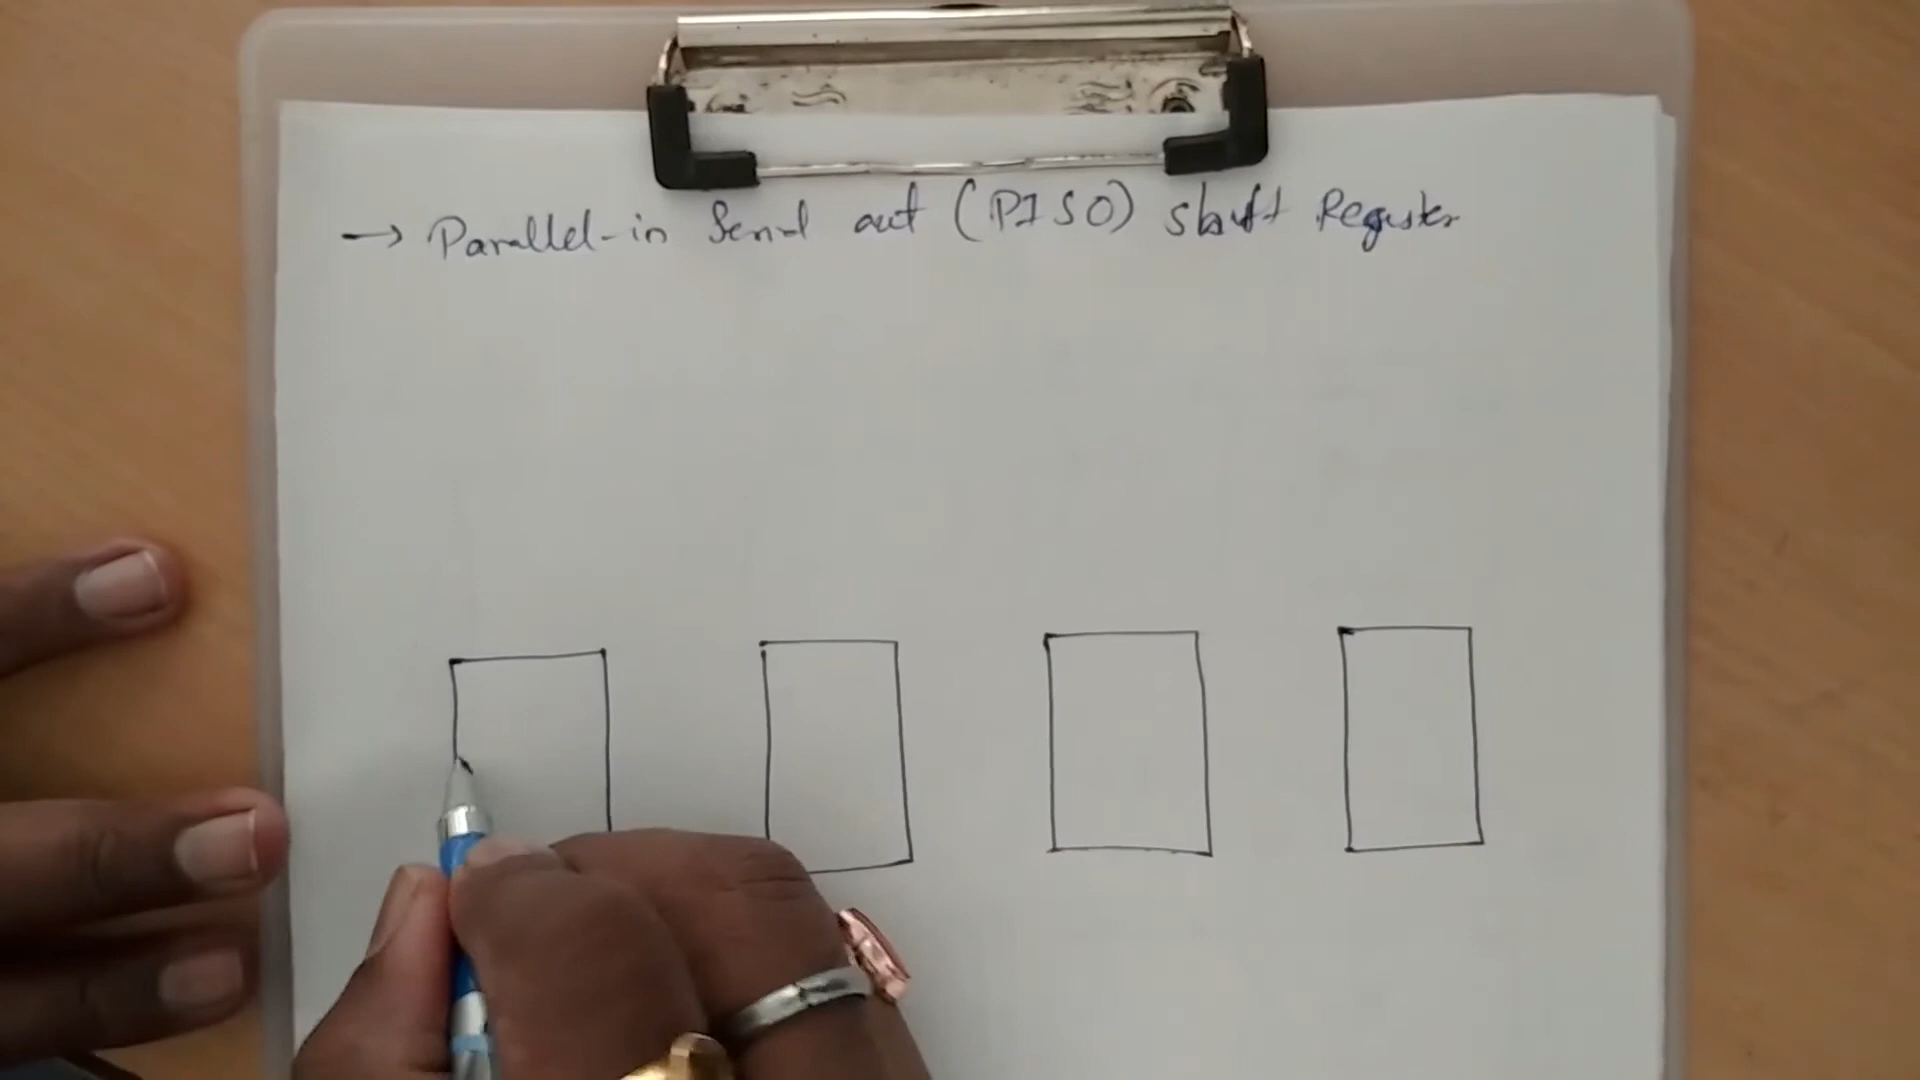 → Parallel-in Serial out (PISO) shift Register